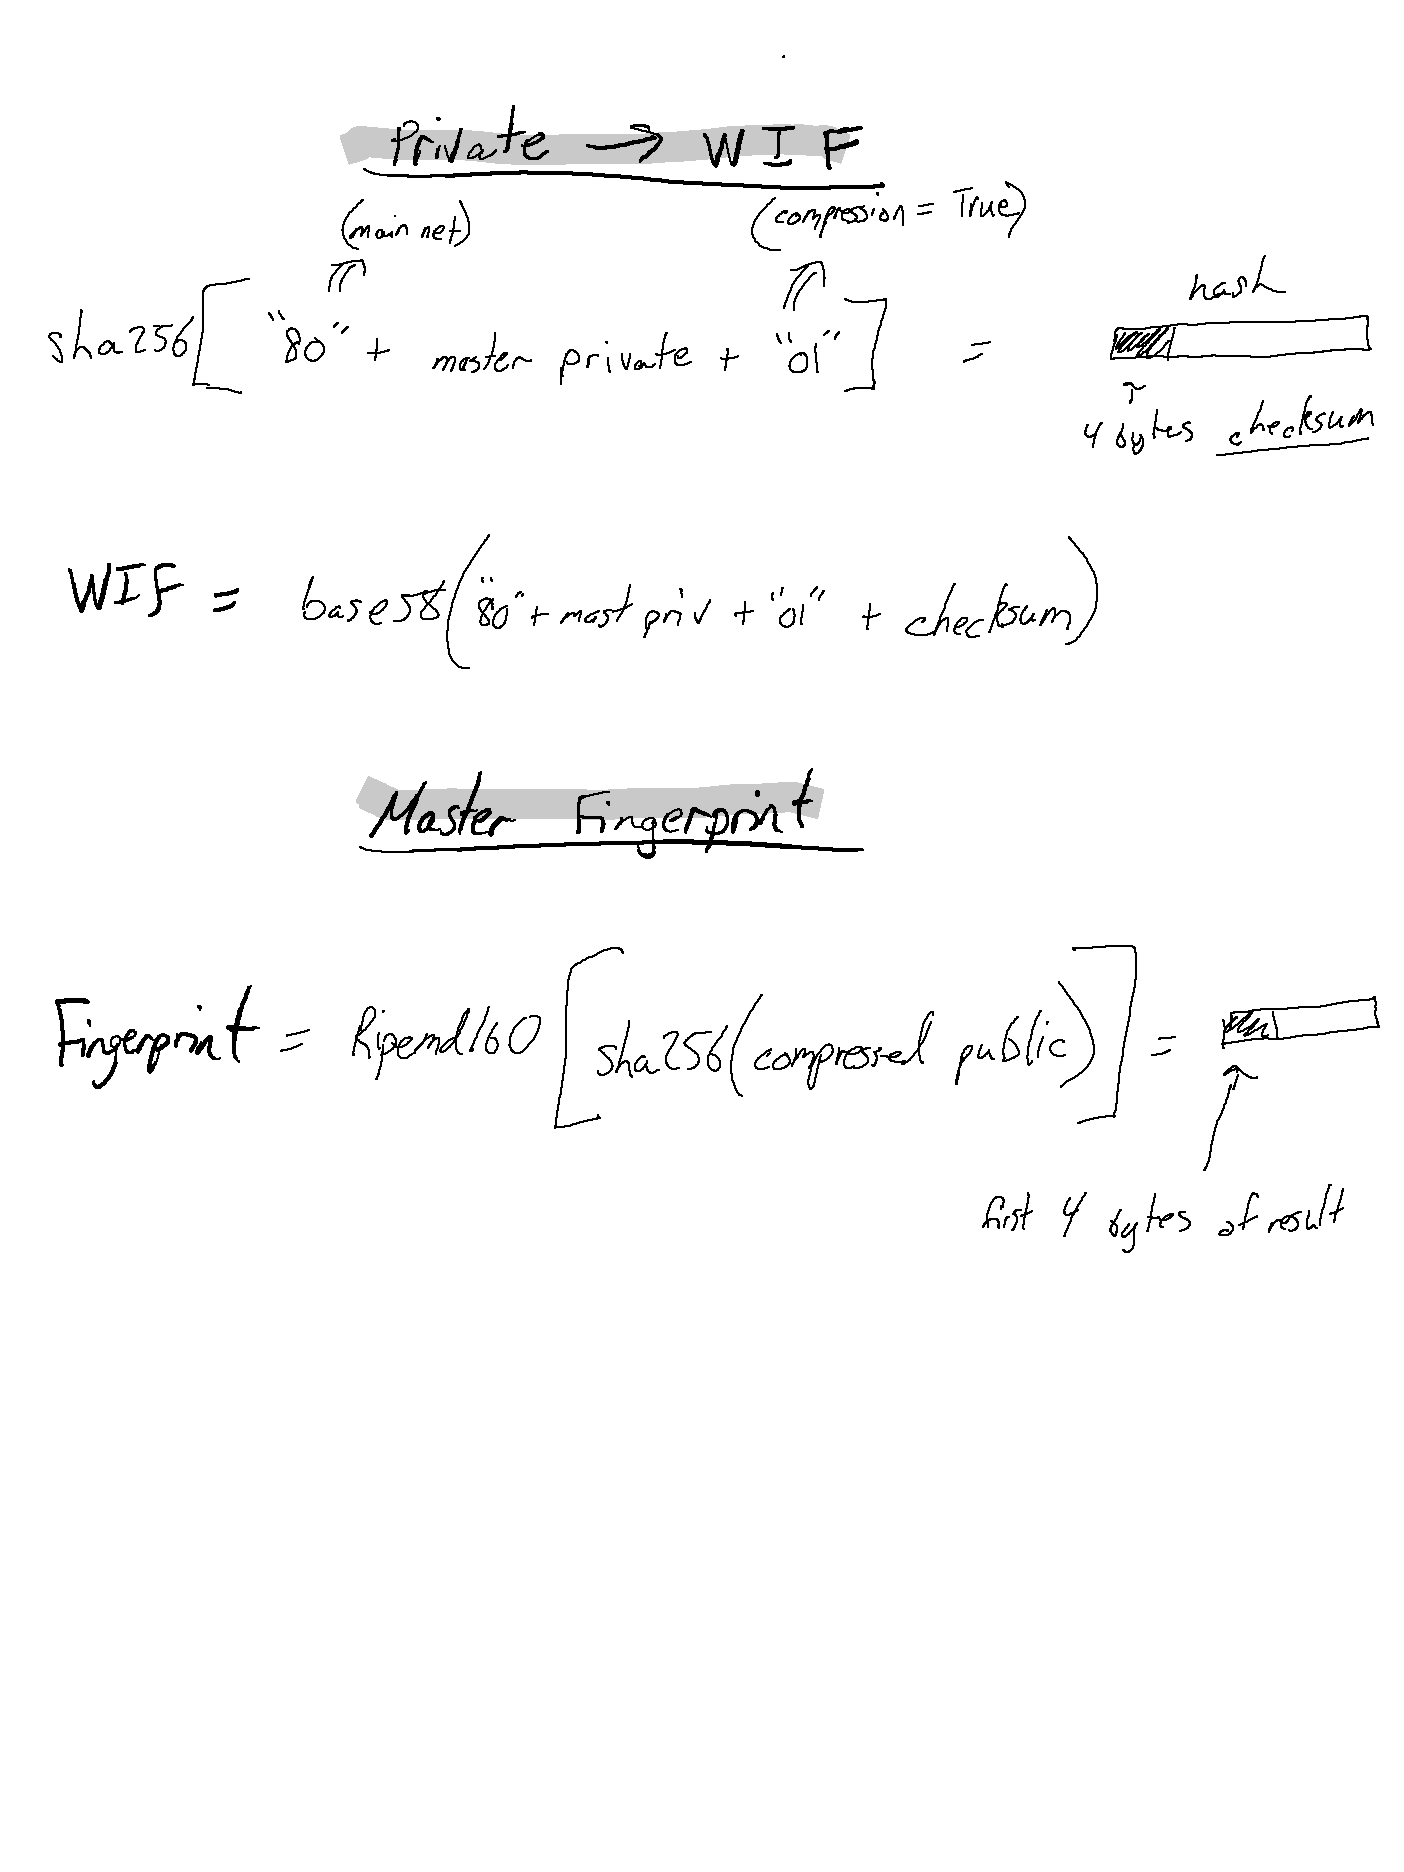 Private → WIF
(main net) (compression = True)
hash
sha256[ "80" + master private + "01" ] =
4 bytes checksum
WIF = base58("80" + mast priv + "01" + checksum)
Master Fingerprint
Fingerprint = Ripemd160[sha256(compressed public)] =
first 4 bytes of result